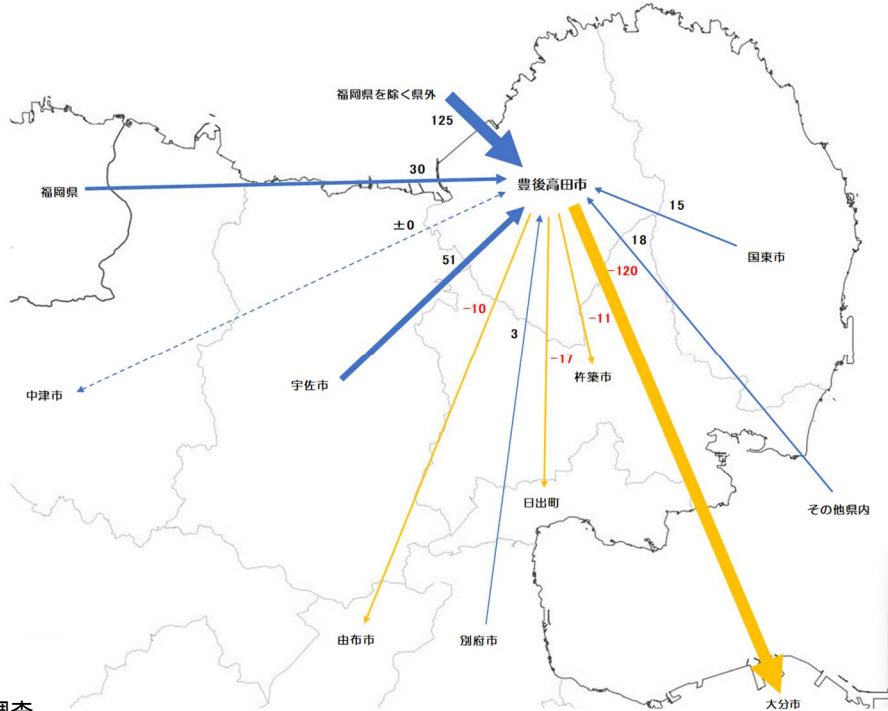 福岡県を除く県外
125
30
福岡県
豊後高田市
±0
15
51
18
国東市
-120
-10
-11
3
-17
杵築市
宇佐市
中津市
日出町
その他県内
由布市
別府市
大分市